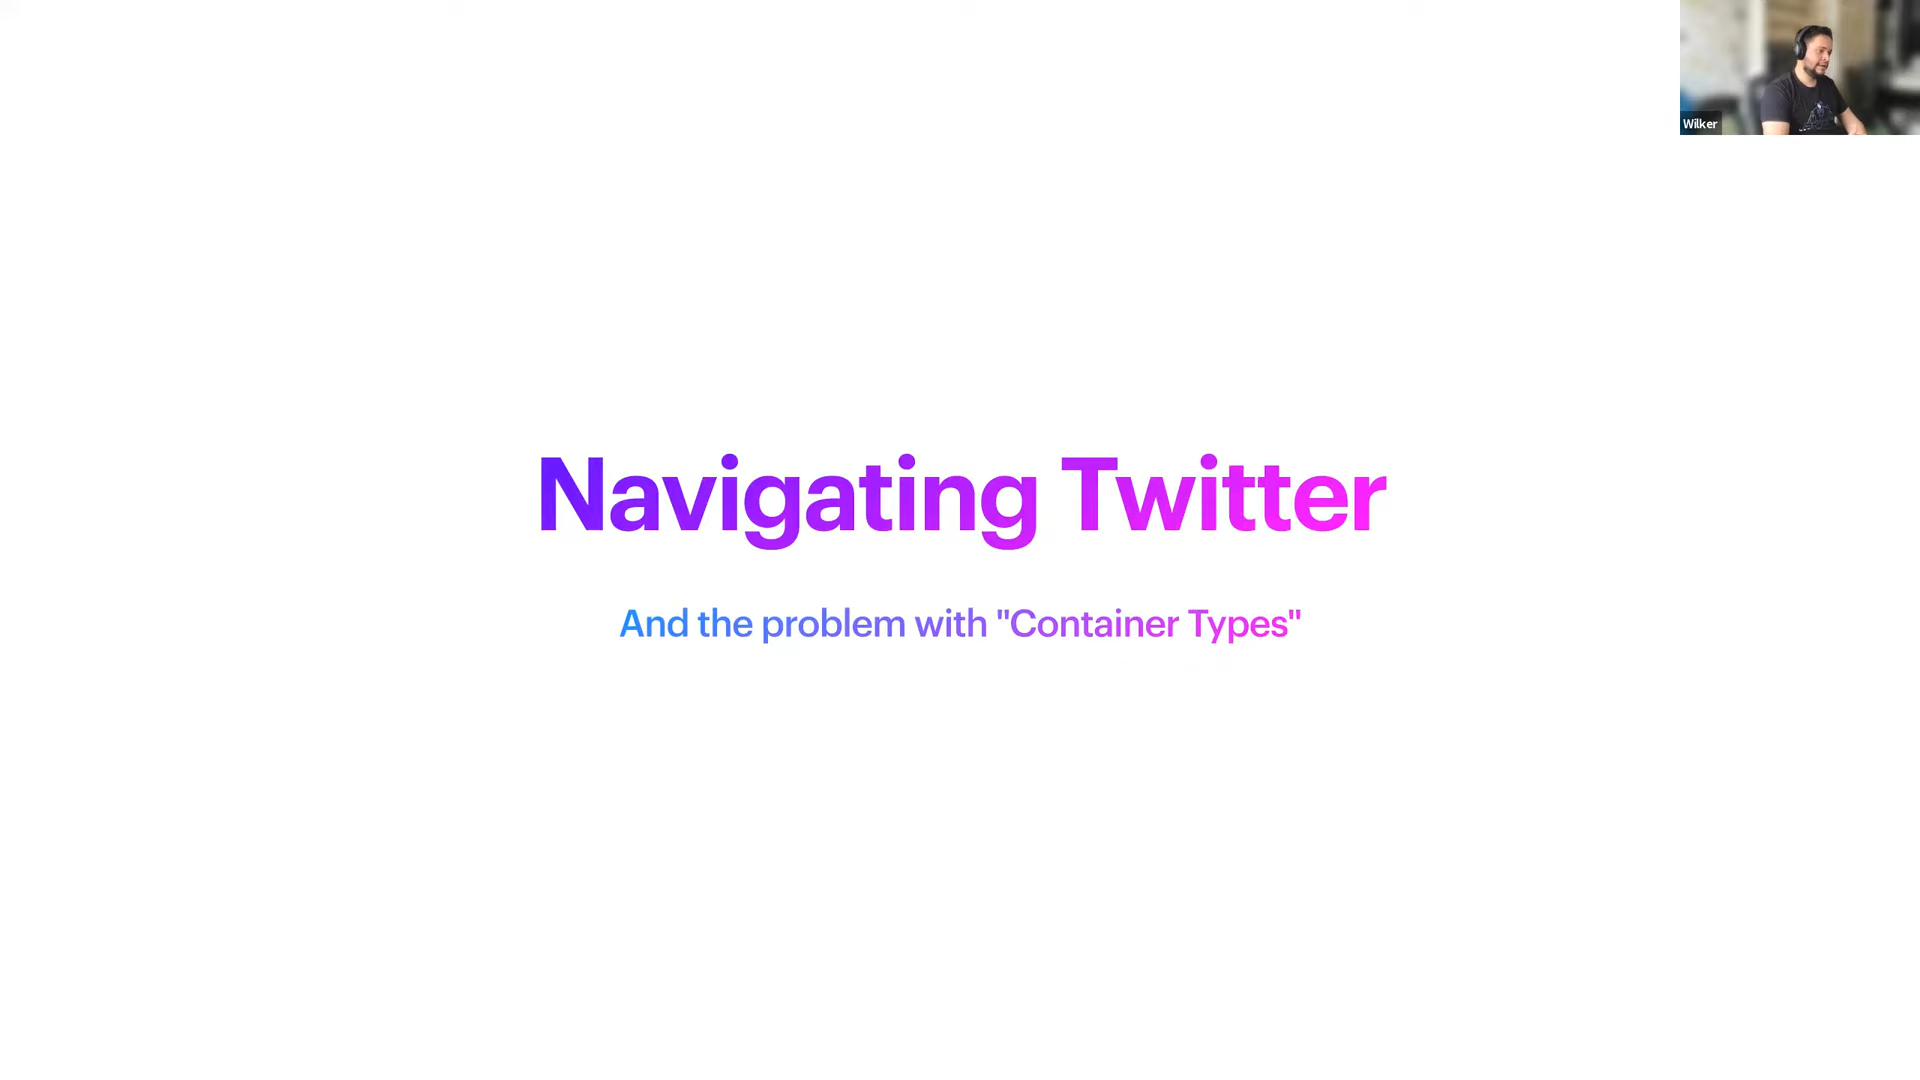 Wilker
Navigating Twitter
And the problem with "Container Types"